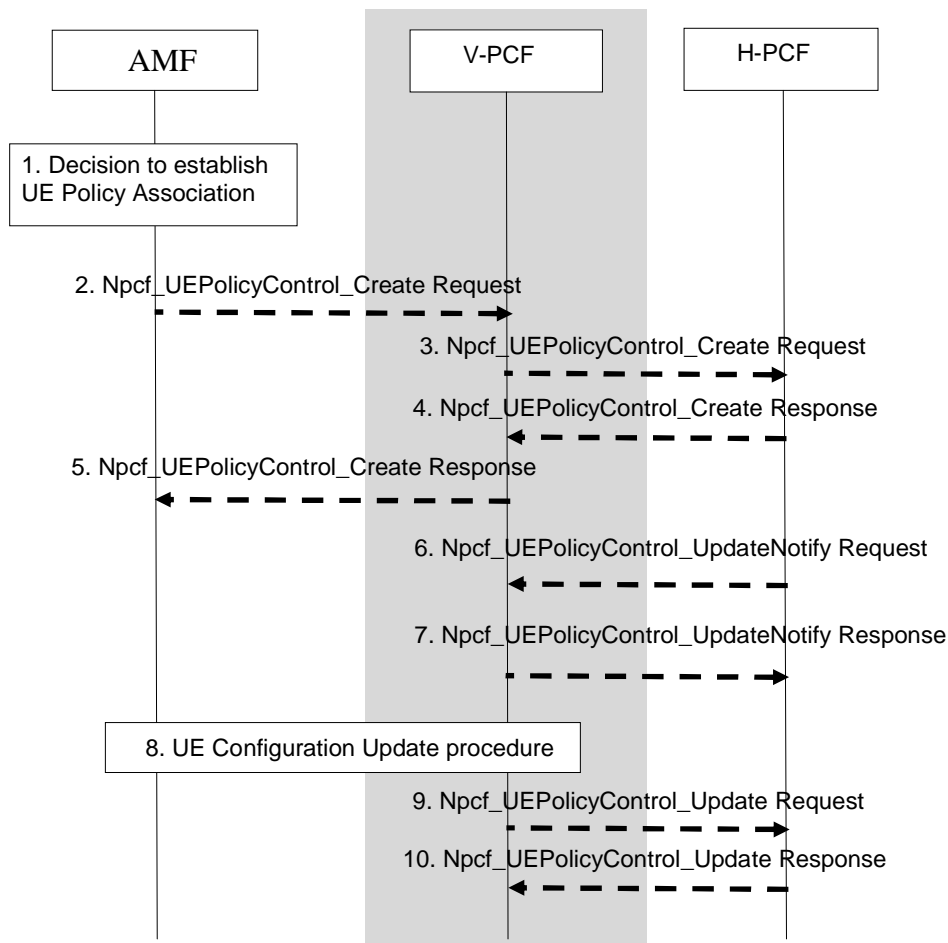 AMF
V-PCF
H-PCF
1. Decision to establish
UE Policy Association
2. Npcf_UEPolicyControl_Create Request
3. Npcf_UEPolicyControl_Create Request
4. Npcf_UEPolicyControl_Create Response
5. Npcf_UEPolicyControl_Create Response
6. Npcf_UEPolicyControl_UpdateNotify Request
7. Npcf_UEPolicyControl_UpdateNotify Response
8. UE Configuration Update procedure
9. Npcf_UEPolicyControl_Update Request
10. Npcf_UEPolicyControl_Update Response